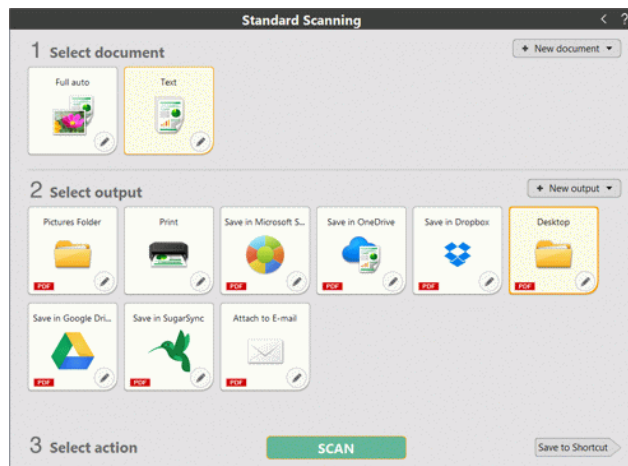 Standard Scanning < ?
1 Select document + New document
Full auto Text
2 Select output + New output
Pictures Folder Print Save in Microsoft S... Save in OneDrive Save in Dropbox Desktop
PDF PDF PDF PDF PDF
Save in Google Dri... Save in SugarSync Attach to E-mail
PDF PDF PDF
3 Select action SCAN Save to Shortcut